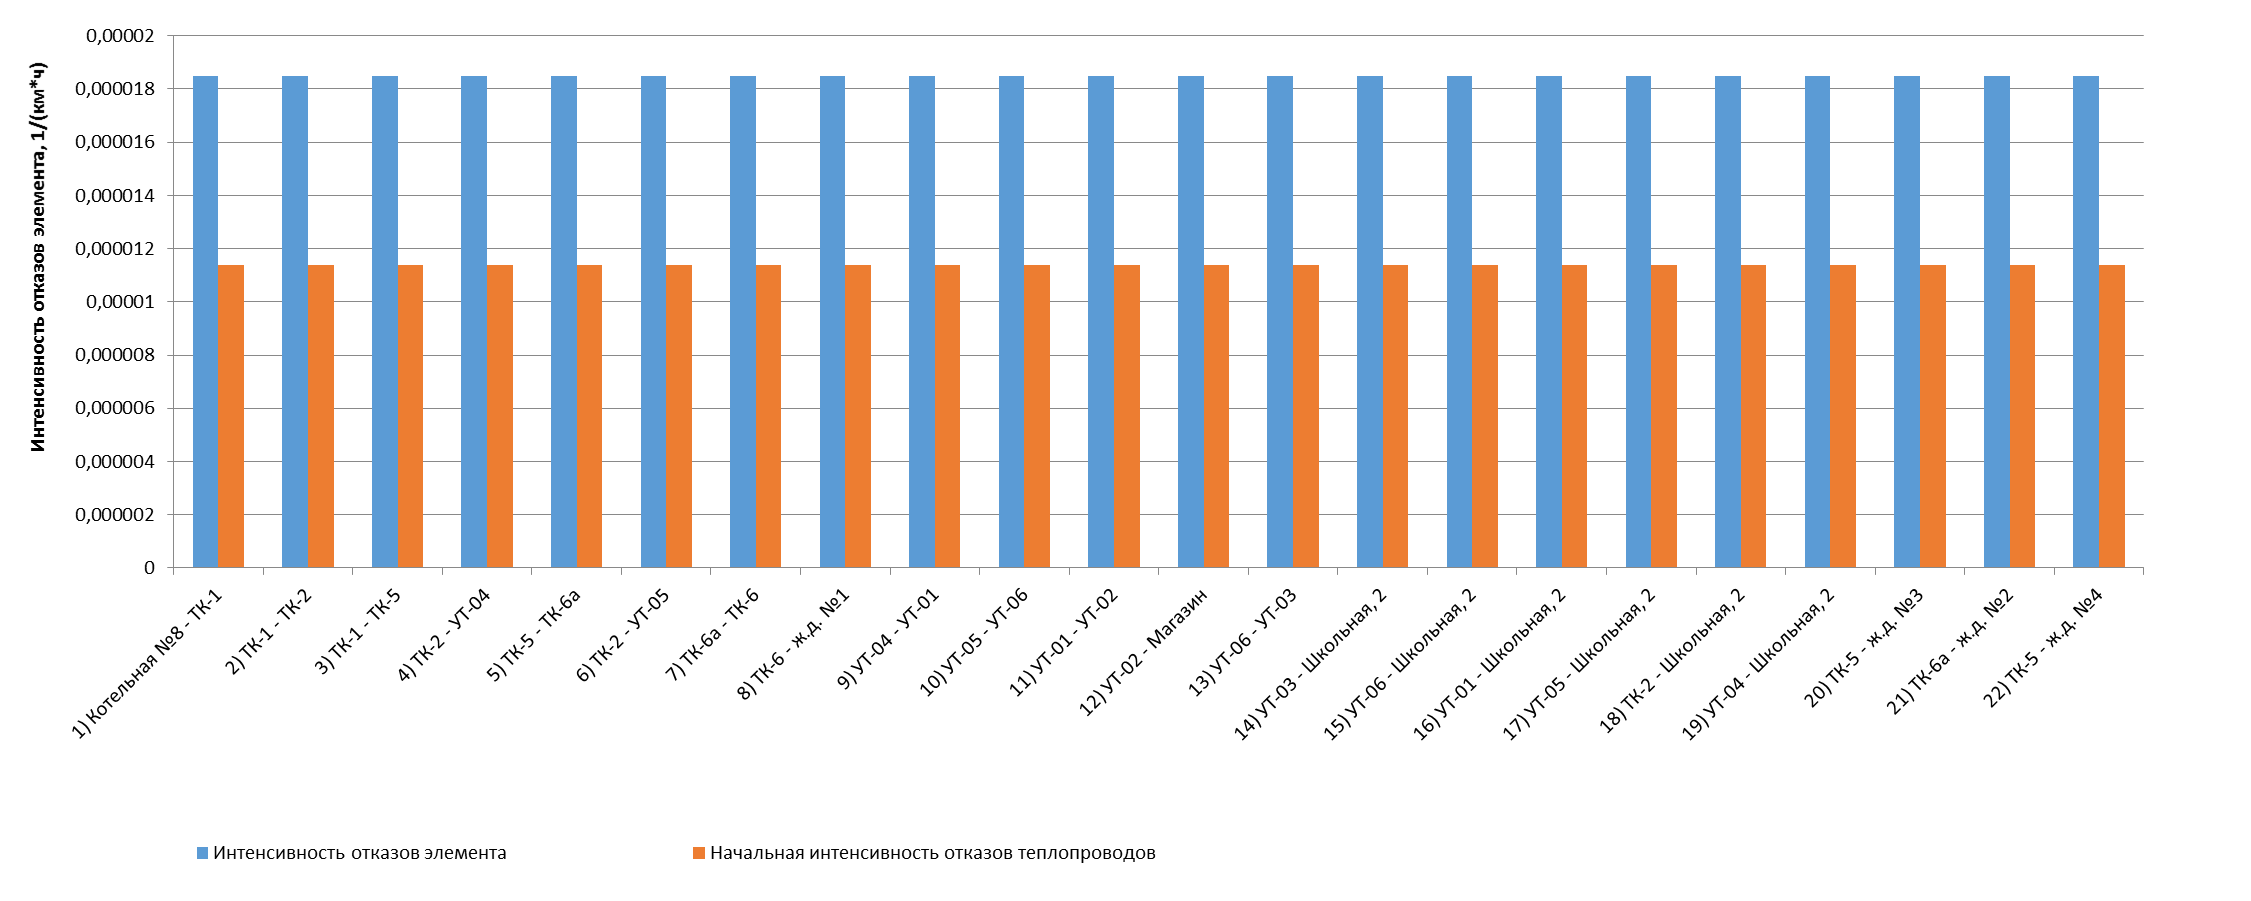 Интенсивность отказов элемента, 1/(км*ч)
0,00002
0,000018
0,000016
0,000014
0,000012
0,00001
0,000008
0,000006
0,000004
0,000002
0
1) Котельная №8 - ТК-1
2) ТК-1 - ТК-2
3) ТК-1 - ТК-5
4) ТК-2 - УТ-04
5) ТК-5 - ТК-6а
6) ТК-2 - УТ-05
7) ТК-6а - ТК-6
8) ТК-6 - ж.д. №1
9) УТ-04 - УТ-01
10) УТ-05 - УТ-06
11) УТ-01 - УТ-02
12) УТ-02 - Магазин
13) УТ-06 - УТ-03
14) УТ-03 - Школьная, 2
15) УТ-06 - Школьная, 2
16) УТ-01 - Школьная, 2
17) УТ-05 - Школьная, 2
18) ТК-2 - Школьная, 2
19) УТ-04 - Школьная, 2
20) ТК-5 - ж.д. №3
21) ТК-6а - ж.д. №2
22) ТК-5 - ж.д. №4
Интенсивность отказов элемента
Начальная интенсивность отказов теплопроводов